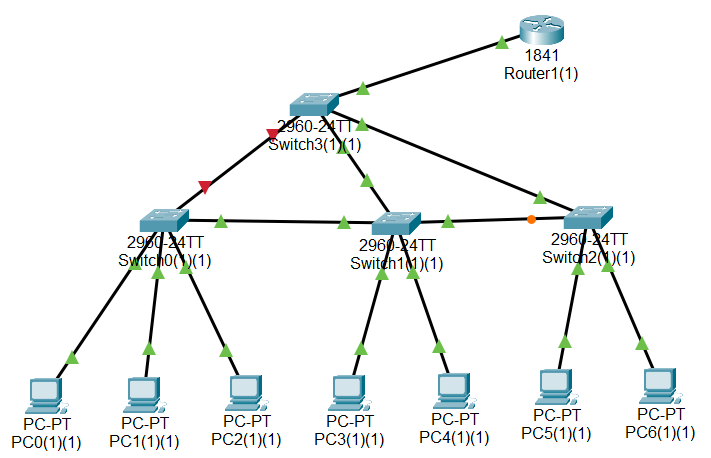 1841
Router1(1)
2960-24TT
Switch3(1)(1)
2960-24TT
Switch0(1)(1)
2960-24TT
Switch1(1)(1)
2960-24TT
Switch2(1)(1)
PC-PT
PC0(1)(1)
PC-PT
PC1(1)(1)
PC-PT
PC2(1)(1)
PC-PT
PC3(1)(1)
PC-PT
PC4(1)(1)
PC-PT
PC5(1)(1)
PC-PT
PC6(1)(1)